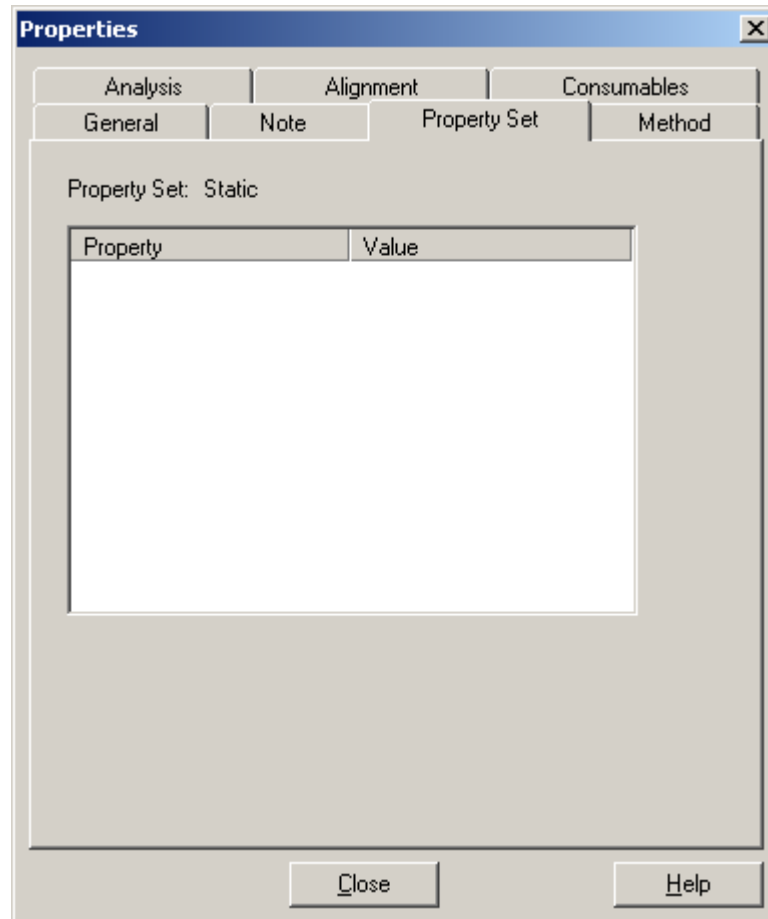 Properties
Analysis Alignment Consumables
General Note Property Set Method
Property Set: Static
Property Value
Close Help